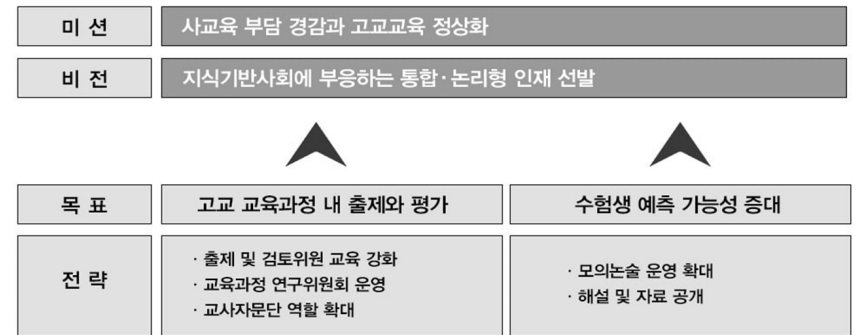 미 션
사교육 부담 경감과 고교교육 정상화
비 전
지식기반사회에 부응하는 통합·논리형 인재 선발
목 표
고교 교육과정 내 출제와 평가
수험생 예측 가능성 증대
전 략
· 출제 및 검토위원 교육 강화
· 교육과정 연구위원회 운영
· 교사자문단 역할 확대
· 모의논술 운영 확대
· 해설 및 자료 공개